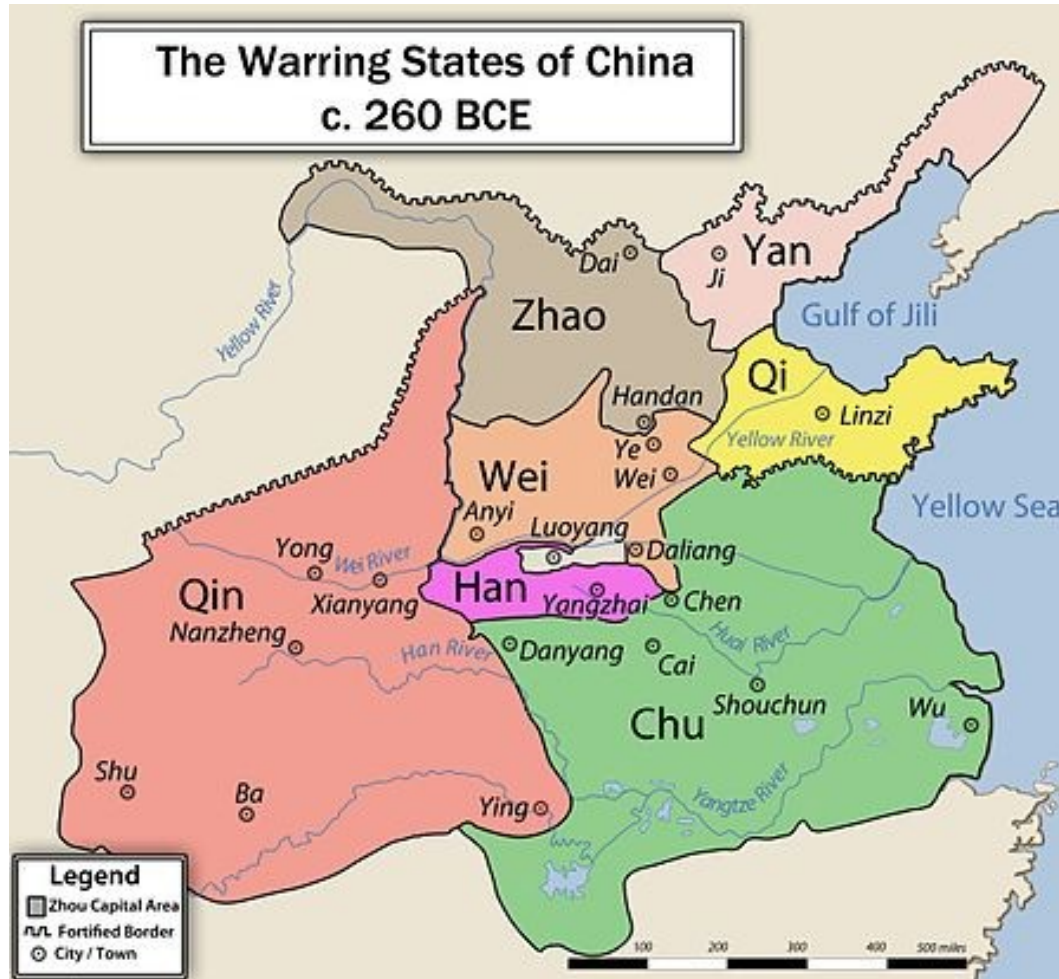 The Warring States of China
c. 260 BCE
Yan
Dai
Ji
Yellow River
Zhao
Gulf of Jili
Qi
Handan
Linzi
Ye
Yellow River
Wei
Wei
Yellow Sea
Anyi
Luoyang
Daliang
Wei River
Yong
Han
Qin
Xianyang
Yangzhai
Chen
Nanzheng
Han River
Huai River
Danyang
Cai
Shouchun
Chu
Wu
Shu
Ba
Ying
Yangtze River
Legend
Zhou Capital Area
Fortified Border
City / Town
100 200 300 400 500 miles